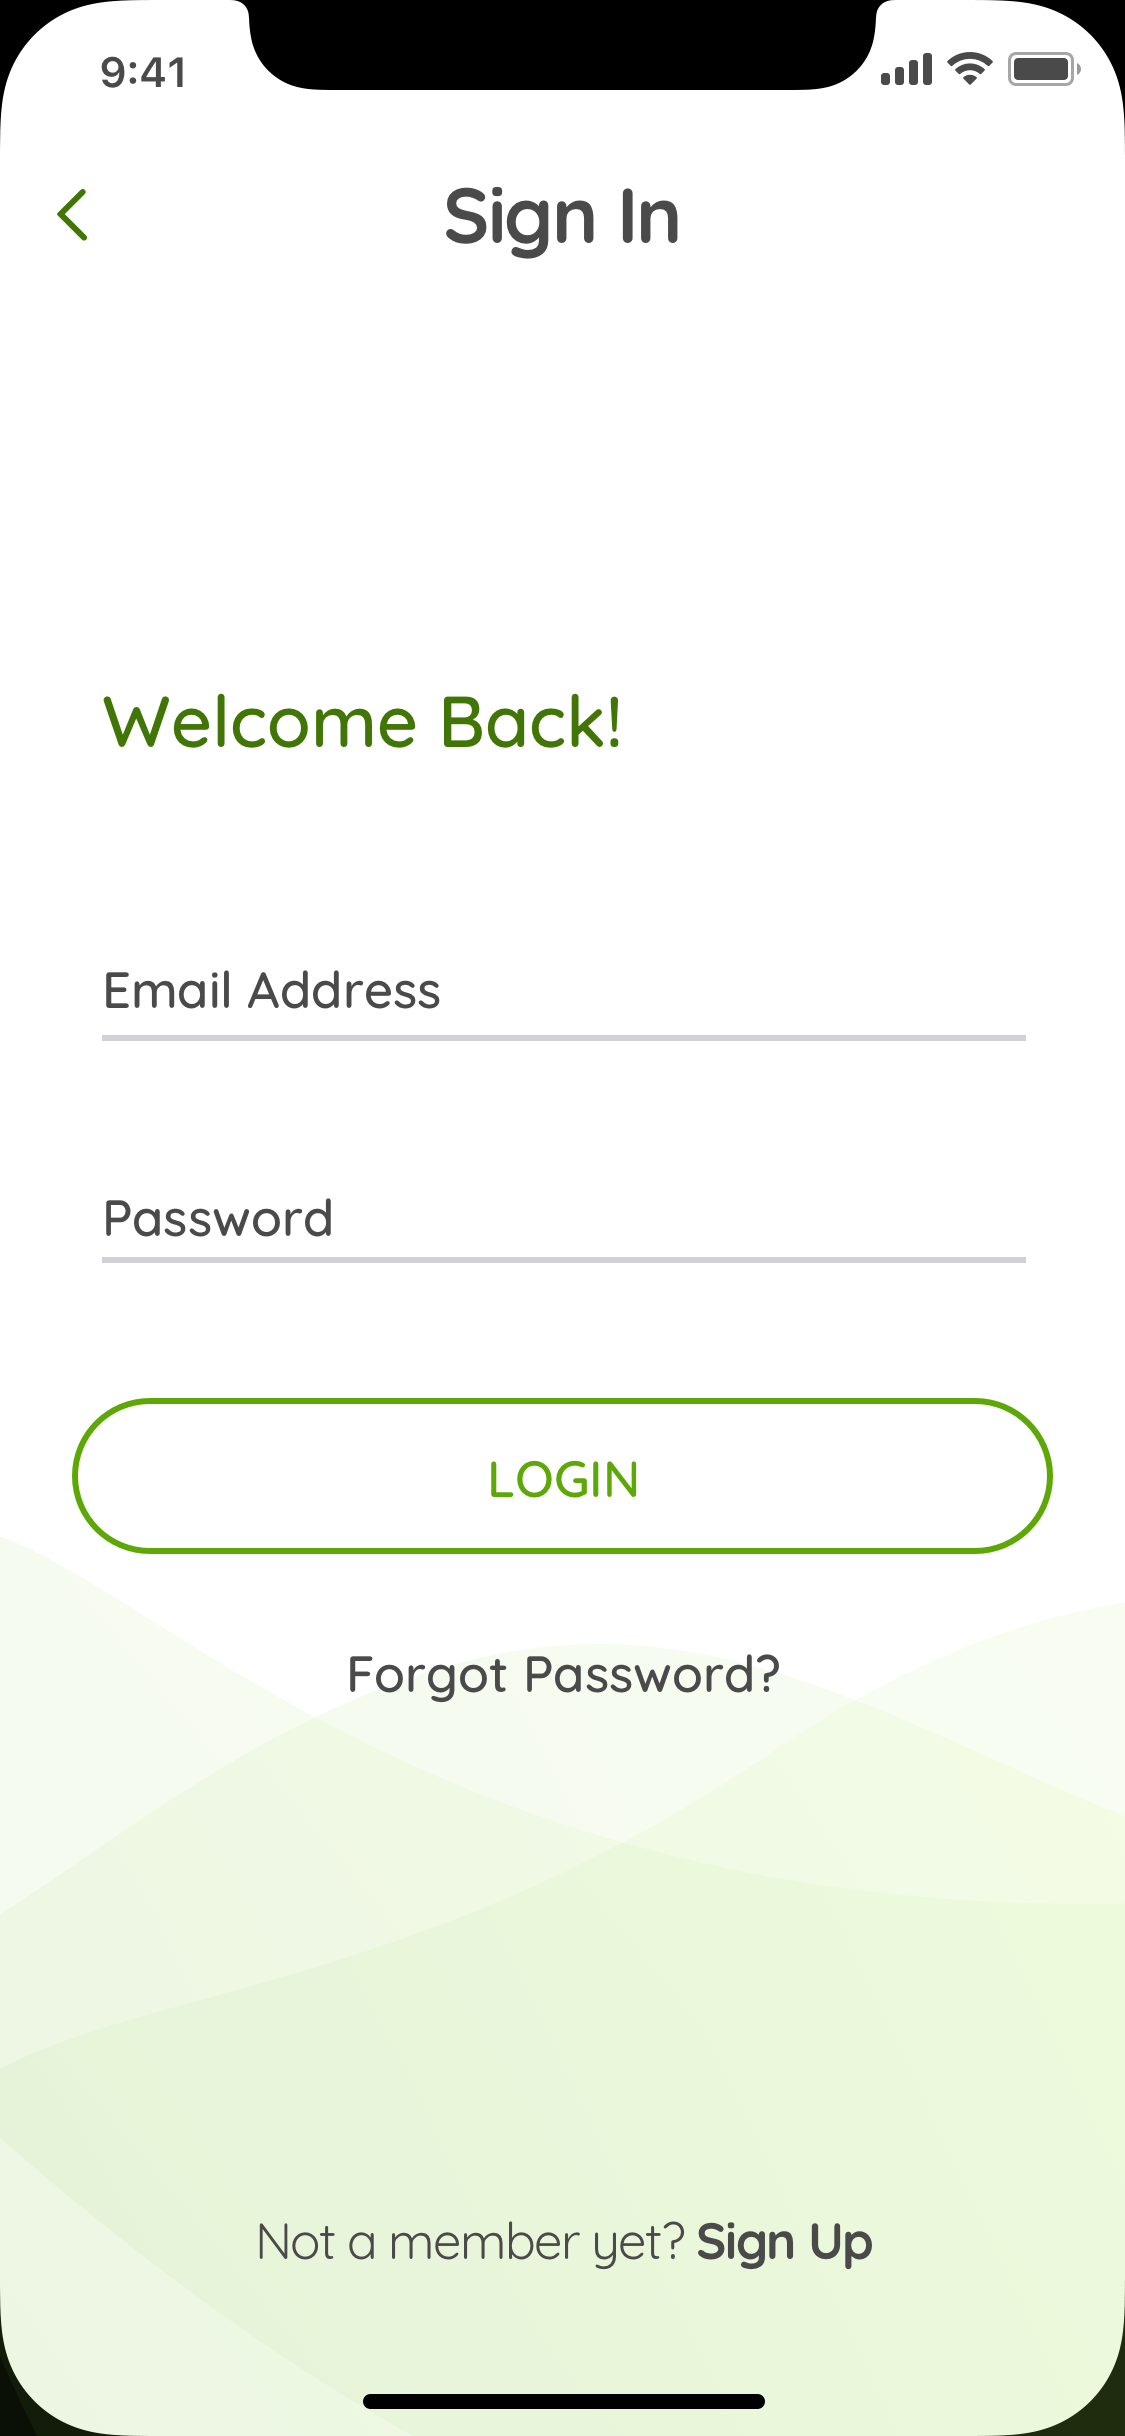 9:41
Sign In
Welcome Back!
Email Address
Password
LOGIN
Forgot Password?
Not a member yet? Sign Up